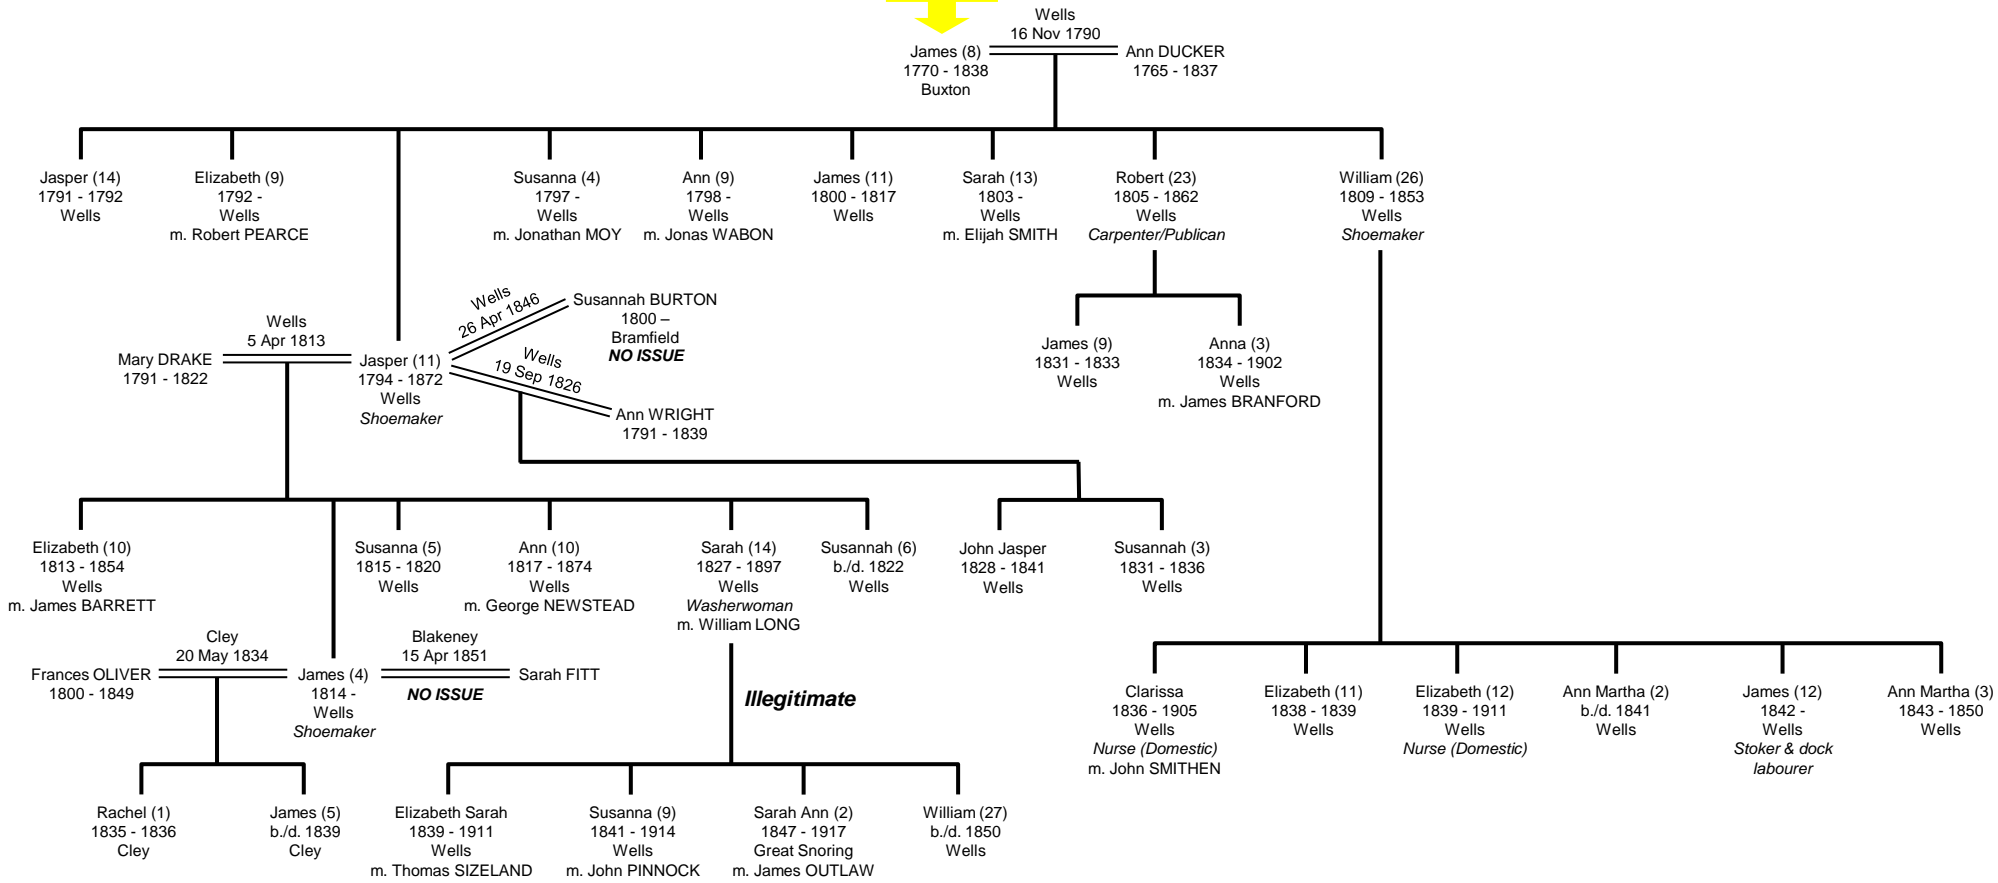 Wells
16 Nov 1790
James (8)
1770 - 1838
Buxton
Ann DUCKER
1765 - 1837
Jasper (14)
1791 - 1792
Wells
Elizabeth (9)
1792 -
Wells
m. Robert PEARCE
Susanna (4)
1797 -
Wells
m. Jonathan MOY
Ann (9)
1798 -
Wells
m. Jonas WABON
James (11)
1800 - 1817
Wells
Sarah (13)
1803 -
Wells
m. Elijah SMITH
Robert (23)
1805 - 1862
Wells
Carpenter/Publican
William (26)
1809 - 1853
Wells
Shoemaker
Wells
5 Apr 1813
Mary DRAKE
1791 - 1822
Jasper (11)
1794 - 1872
Wells
Shoemaker
Wells
26 Apr 1846
Susannah BURTON
1800 –
Bramfield
NO ISSUE
Wells
19 Sep 1826
Ann WRIGHT
1791 - 1839
James (9)
1831 - 1833
Wells
Anna (3)
1834 - 1902
Wells
m. James BRANFORD
Elizabeth (10)
1813 - 1854
Wells
m. James BARRETT
Susanna (5)
1815 - 1820
Wells
Ann (10)
1817 - 1874
Wells
m. George NEWSTEAD
Sarah (14)
1827 - 1897
Wells
Washerwoman
m. William LONG
Susannah (6)
b./d. 1822
Wells
John Jasper
1828 - 1841
Wells
Susannah (3)
1831 - 1836
Wells
Cley
20 May 1834
Frances OLIVER
1800 - 1849
James (4)
1814 -
Wells
Shoemaker
Blakeney
15 Apr 1851
NO ISSUE
Sarah FITT
Illegitimate
Clarissa
1836 - 1905
Wells
Nurse (Domestic)
m. John SMITHEN
Elizabeth (11)
1838 - 1839
Wells
Elizabeth (12)
1839 - 1911
Wells
Nurse (Domestic)
Ann Martha (2)
b./d. 1841
Wells
James (12)
1842 -
Wells
Stoker & dock
labourer
Ann Martha (3)
1843 - 1850
Wells
Rachel (1)
1835 - 1836
Cley
James (5)
b./d. 1839
Cley
Elizabeth Sarah
1839 - 1911
Wells
m. Thomas SIZELAND
Susanna (9)
1841 - 1914
Wells
m. John PINNOCK
Sarah Ann (2)
1847 - 1917
Great Snoring
m. James OUTLAW
William (27)
b./d. 1850
Wells